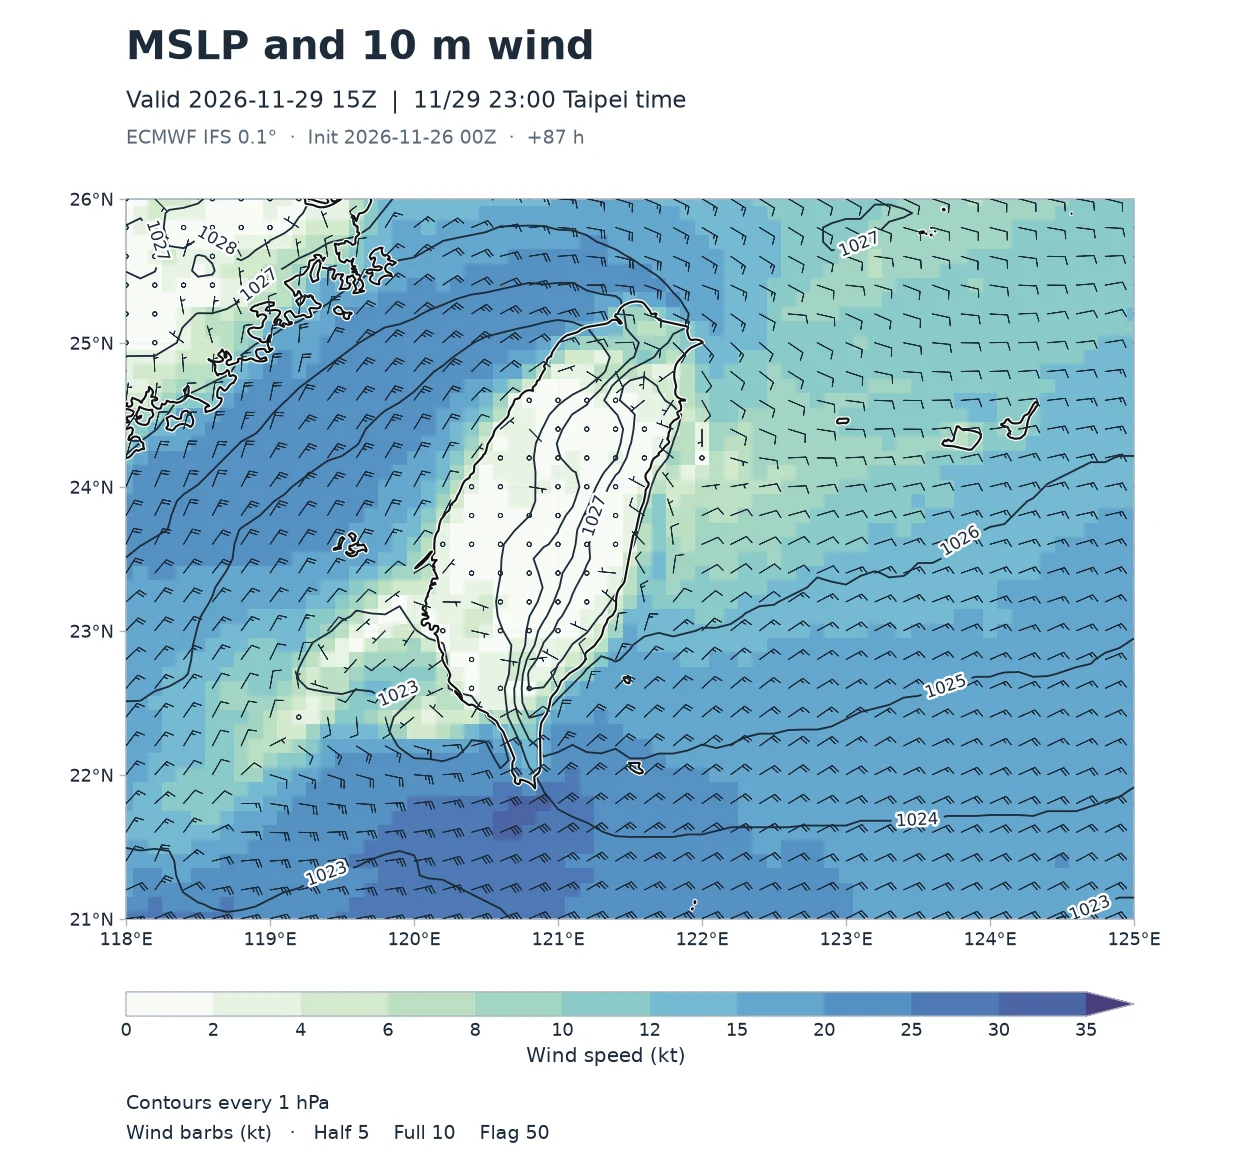 MSLP and 10 m wind
Valid 2026-11-29 15Z | 11/29 23:00 Taipei time
ECMWF IFS 0.1° · Init 2026-11-26 00Z · +87 h
26°N
25°N
24°N
23°N
22°N
21°N
1027
1028
1027
1027
1027
1026
1025
1023
1024
1023
1023
118°E 119°E 120°E 121°E 122°E 123°E 124°E 125°E
0 2 4 6 8 10 12 15 20 25 30 35
Wind speed (kt)
Contours every 1 hPa
Wind barbs (kt) · Half 5 Full 10 Flag 50